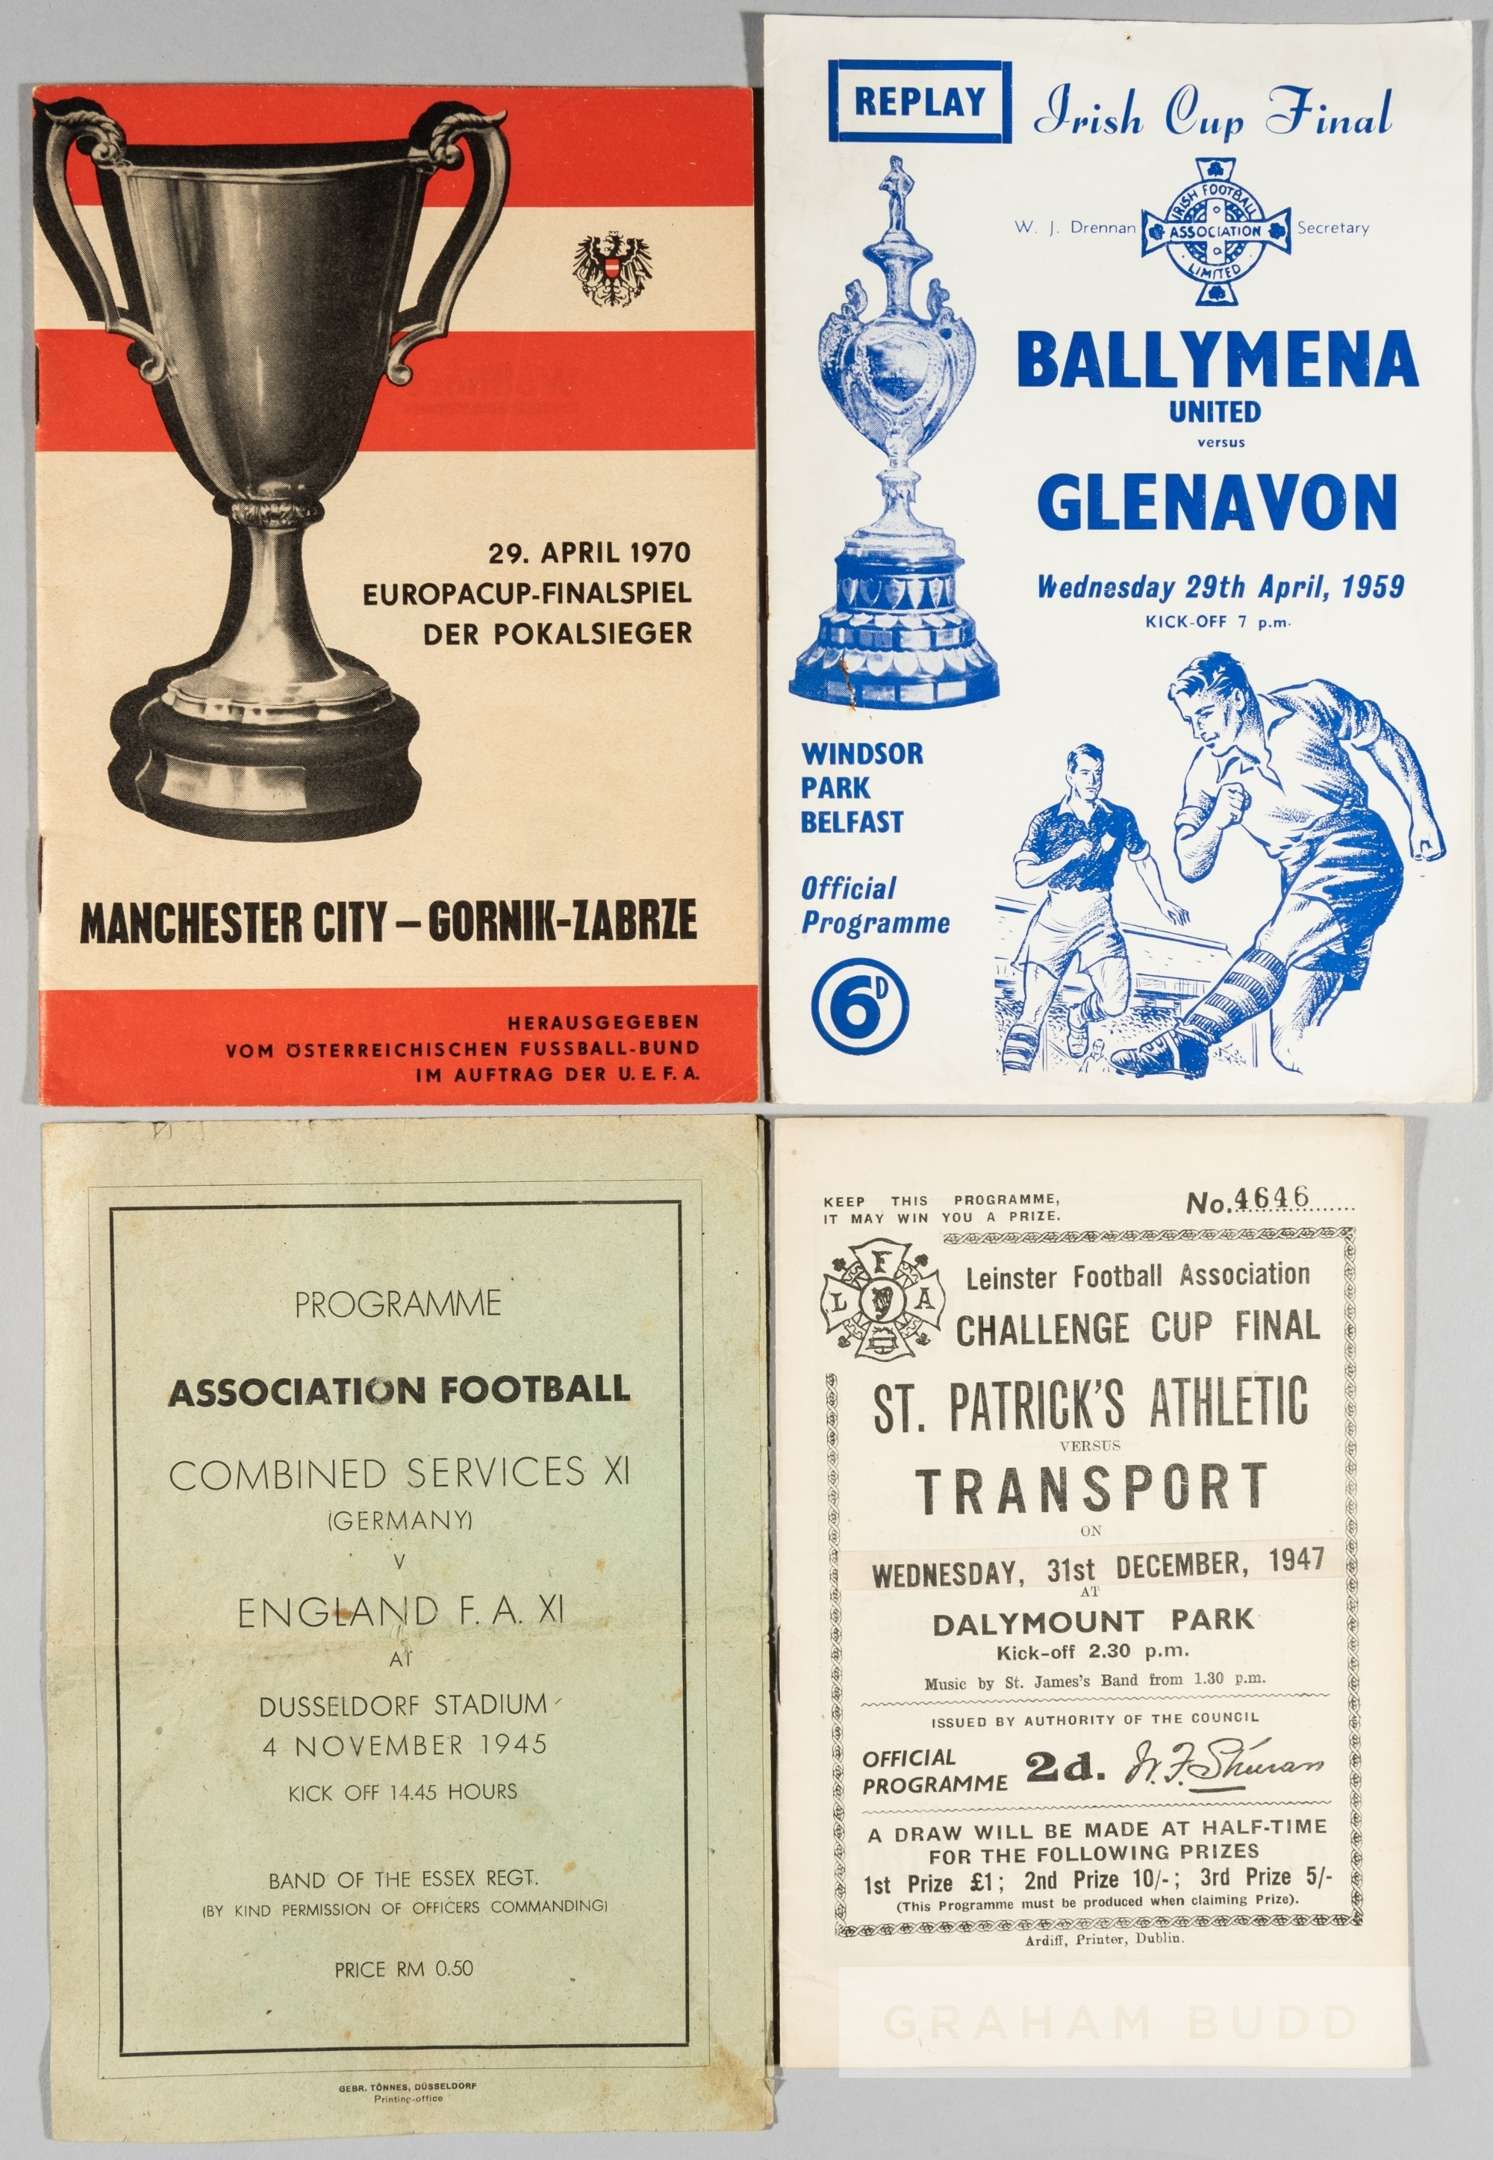 29. APRIL 1970
EUROPACUP-FINALSPIEL
DER POKALSIEGER
MANCHESTER CITY – GORNIK-ZABRZE
HERAUSGEGEBEN
VOM ÖSTERREICHISCHEN FUSSBALL-BUND
IM AUFTRAG DER U. E. F. A.
REPLAY
Irish Cup Final
W. J. Drennan
IRISH FOOTBALL
ASSOCIATION
LIMITED
Secretary
BALLYMENA
UNITED
versus
GLENAVON
Wednesday 29th April, 1959
KICK-OFF 7 p.m.
WINDSOR
PARK
BELFAST
Official
Programme
6D
PROGRAMME
ASSOCIATION FOOTBALL
COMBINED SERVICES XI
(GERMANY)
V
ENGLAND F. A. XI
AT
DUSSELDORF STADIUM
4 NOVEMBER 1945
KICK OFF 14.45 HOURS
BAND OF THE ESSEX REGT.
(BY KIND PERMISSION OF OFFICERS COMMANDING)
PRICE RM 0.50
GEBR. TÖNNES, DÜSSELDORF
Printing-office
KEEP THIS PROGRAMME,
IT MAY WIN YOU A PRIZE.
No. 4646
L F A
Leinster Football Association
CHALLENGE CUP FINAL
ST. PATRICK'S ATHLETIC
VERSUS
TRANSPORT
ON
WEDNESDAY, 31st DECEMBER, 1947
AT
DALYMOUNT PARK
Kick-off 2.30 p.m.
Music by St. James's Band from 1.30 p.m.
ISSUED BY AUTHORITY OF THE COUNCIL
OFFICIAL
PROGRAMME
2d.
A DRAW WILL BE MADE AT HALF-TIME
FOR THE FOLLOWING PRIZES
1st Prize £1; 2nd Prize 10/-; 3rd Prize 5/-
(This Programme must be produced when claiming Prize).
Ardiff, Printer, Dublin.
GRAHAM BUDD